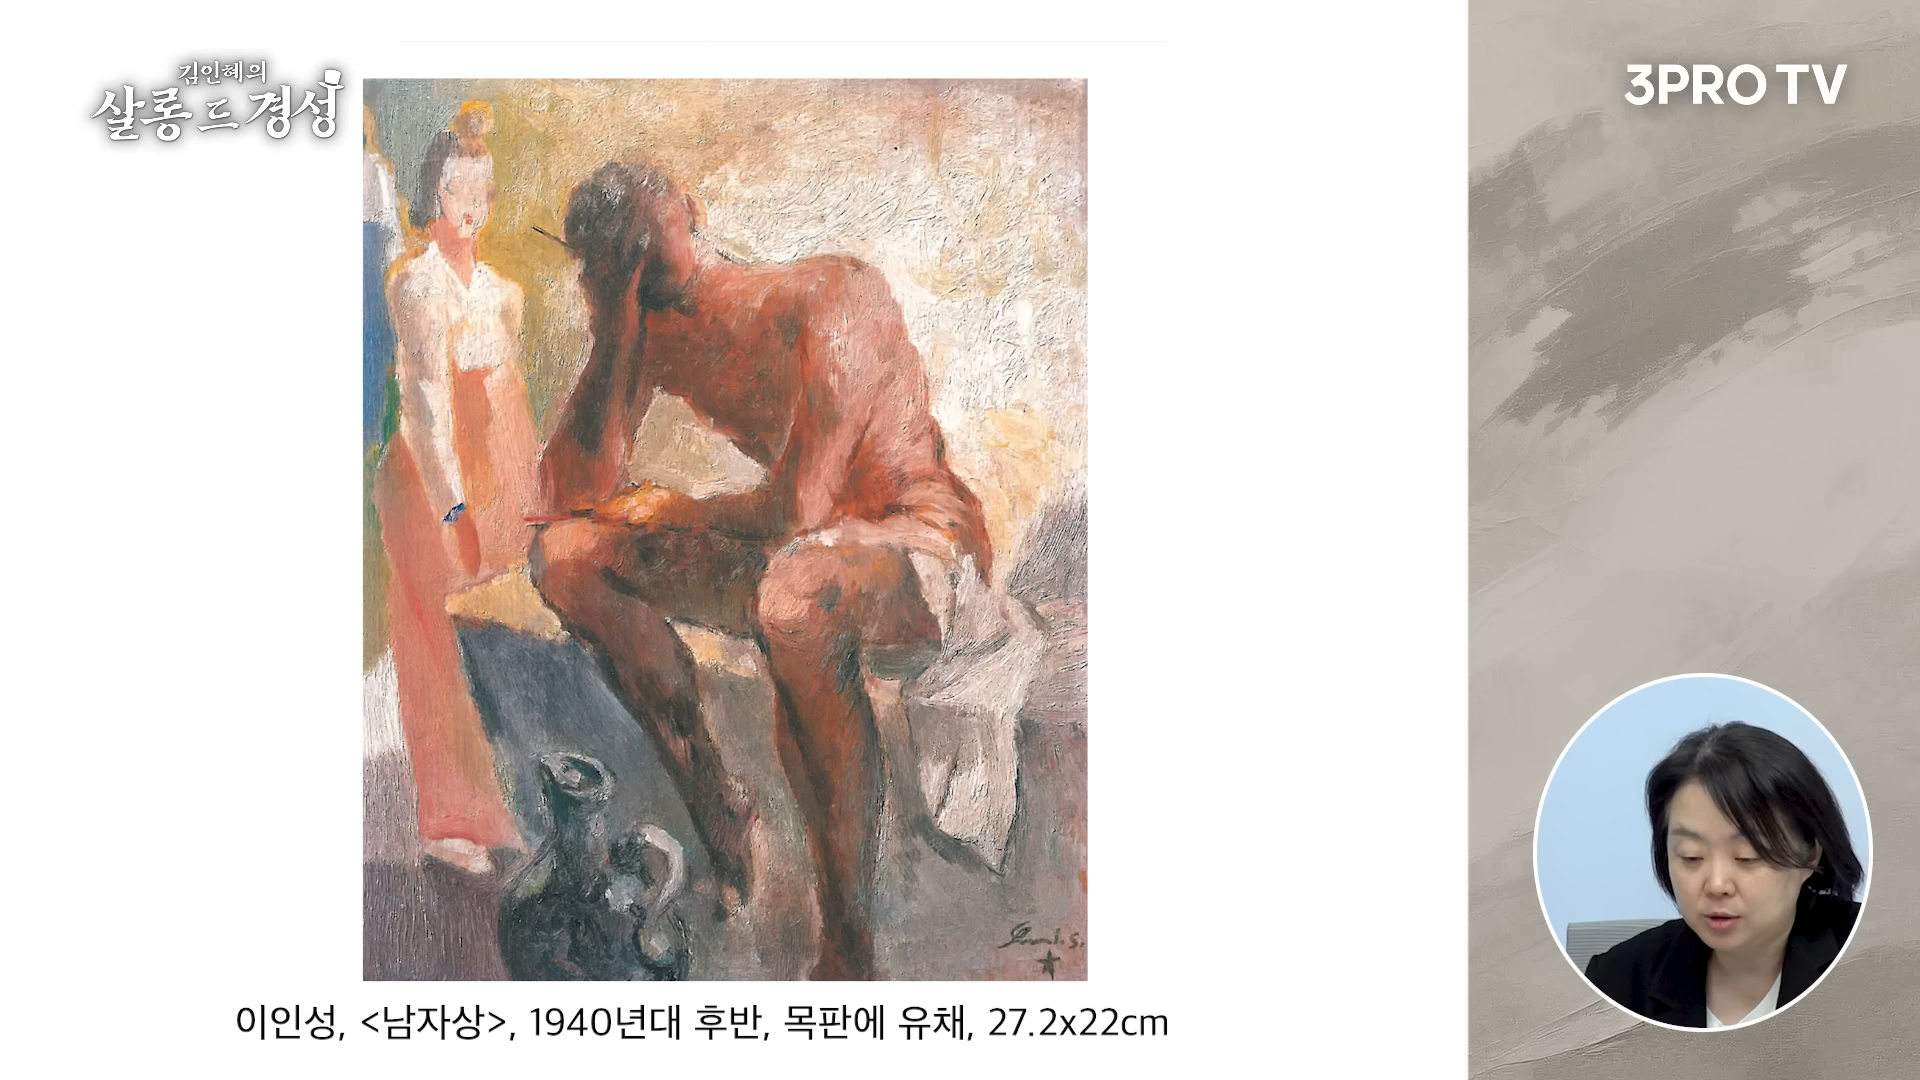 김인혜의
살롱 드 경성
3PRO TV
이인성, <남자상>, 1940년대 후반, 목판에 유채, 27.2x22cm